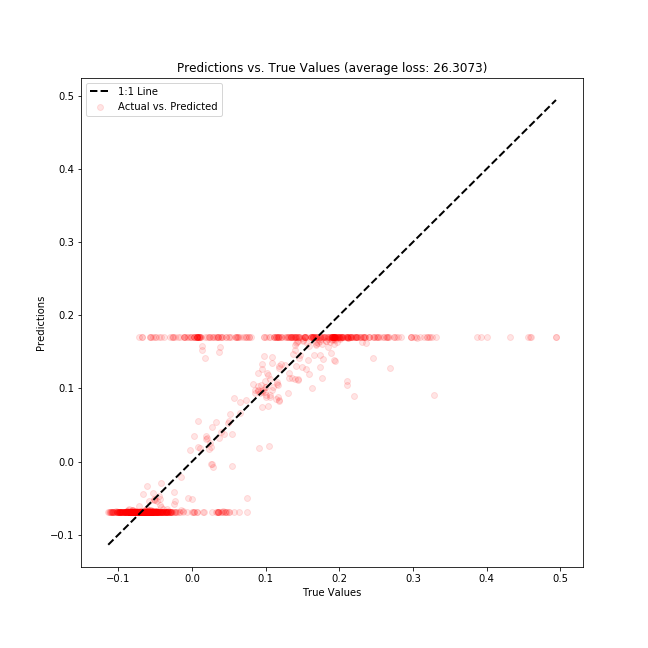 Predictions vs. True Values (average loss: 26.3073)
1:1 Line
Actual vs. Predicted
0.5
0.4
0.3
0.2
0.1
0.0
−0.1
Predictions
−0.1 0.0 0.1 0.2 0.3 0.4 0.5
True Values